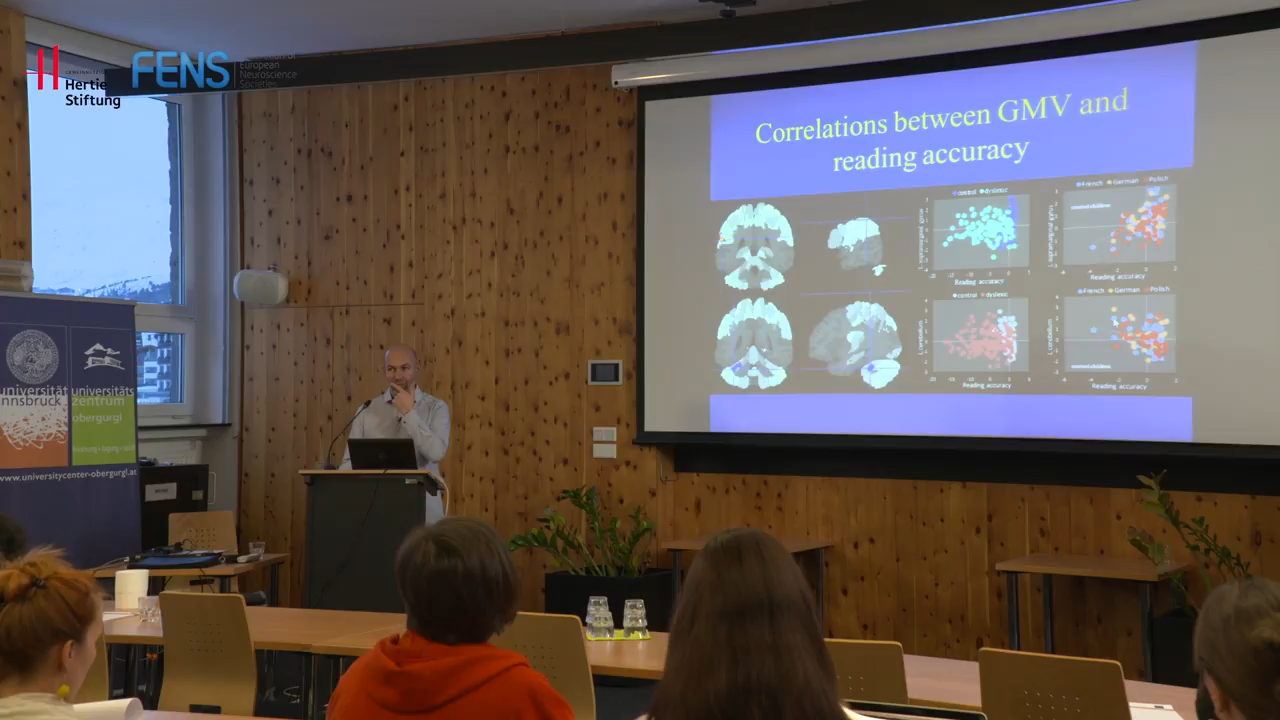 Hertie
Stiftung
FENS
European
Neuroscience
Societies
Correlations between GMV and
reading accuracy
control dyslexic
French German Polish
Reading accuracy
Reading accuracy
control dyslexic
French German Polish
Reading accuracy
Reading accuracy
universität
innsbruck
universitäts
zentrum
obergurgl
www.universitycenter-obergurgl.at